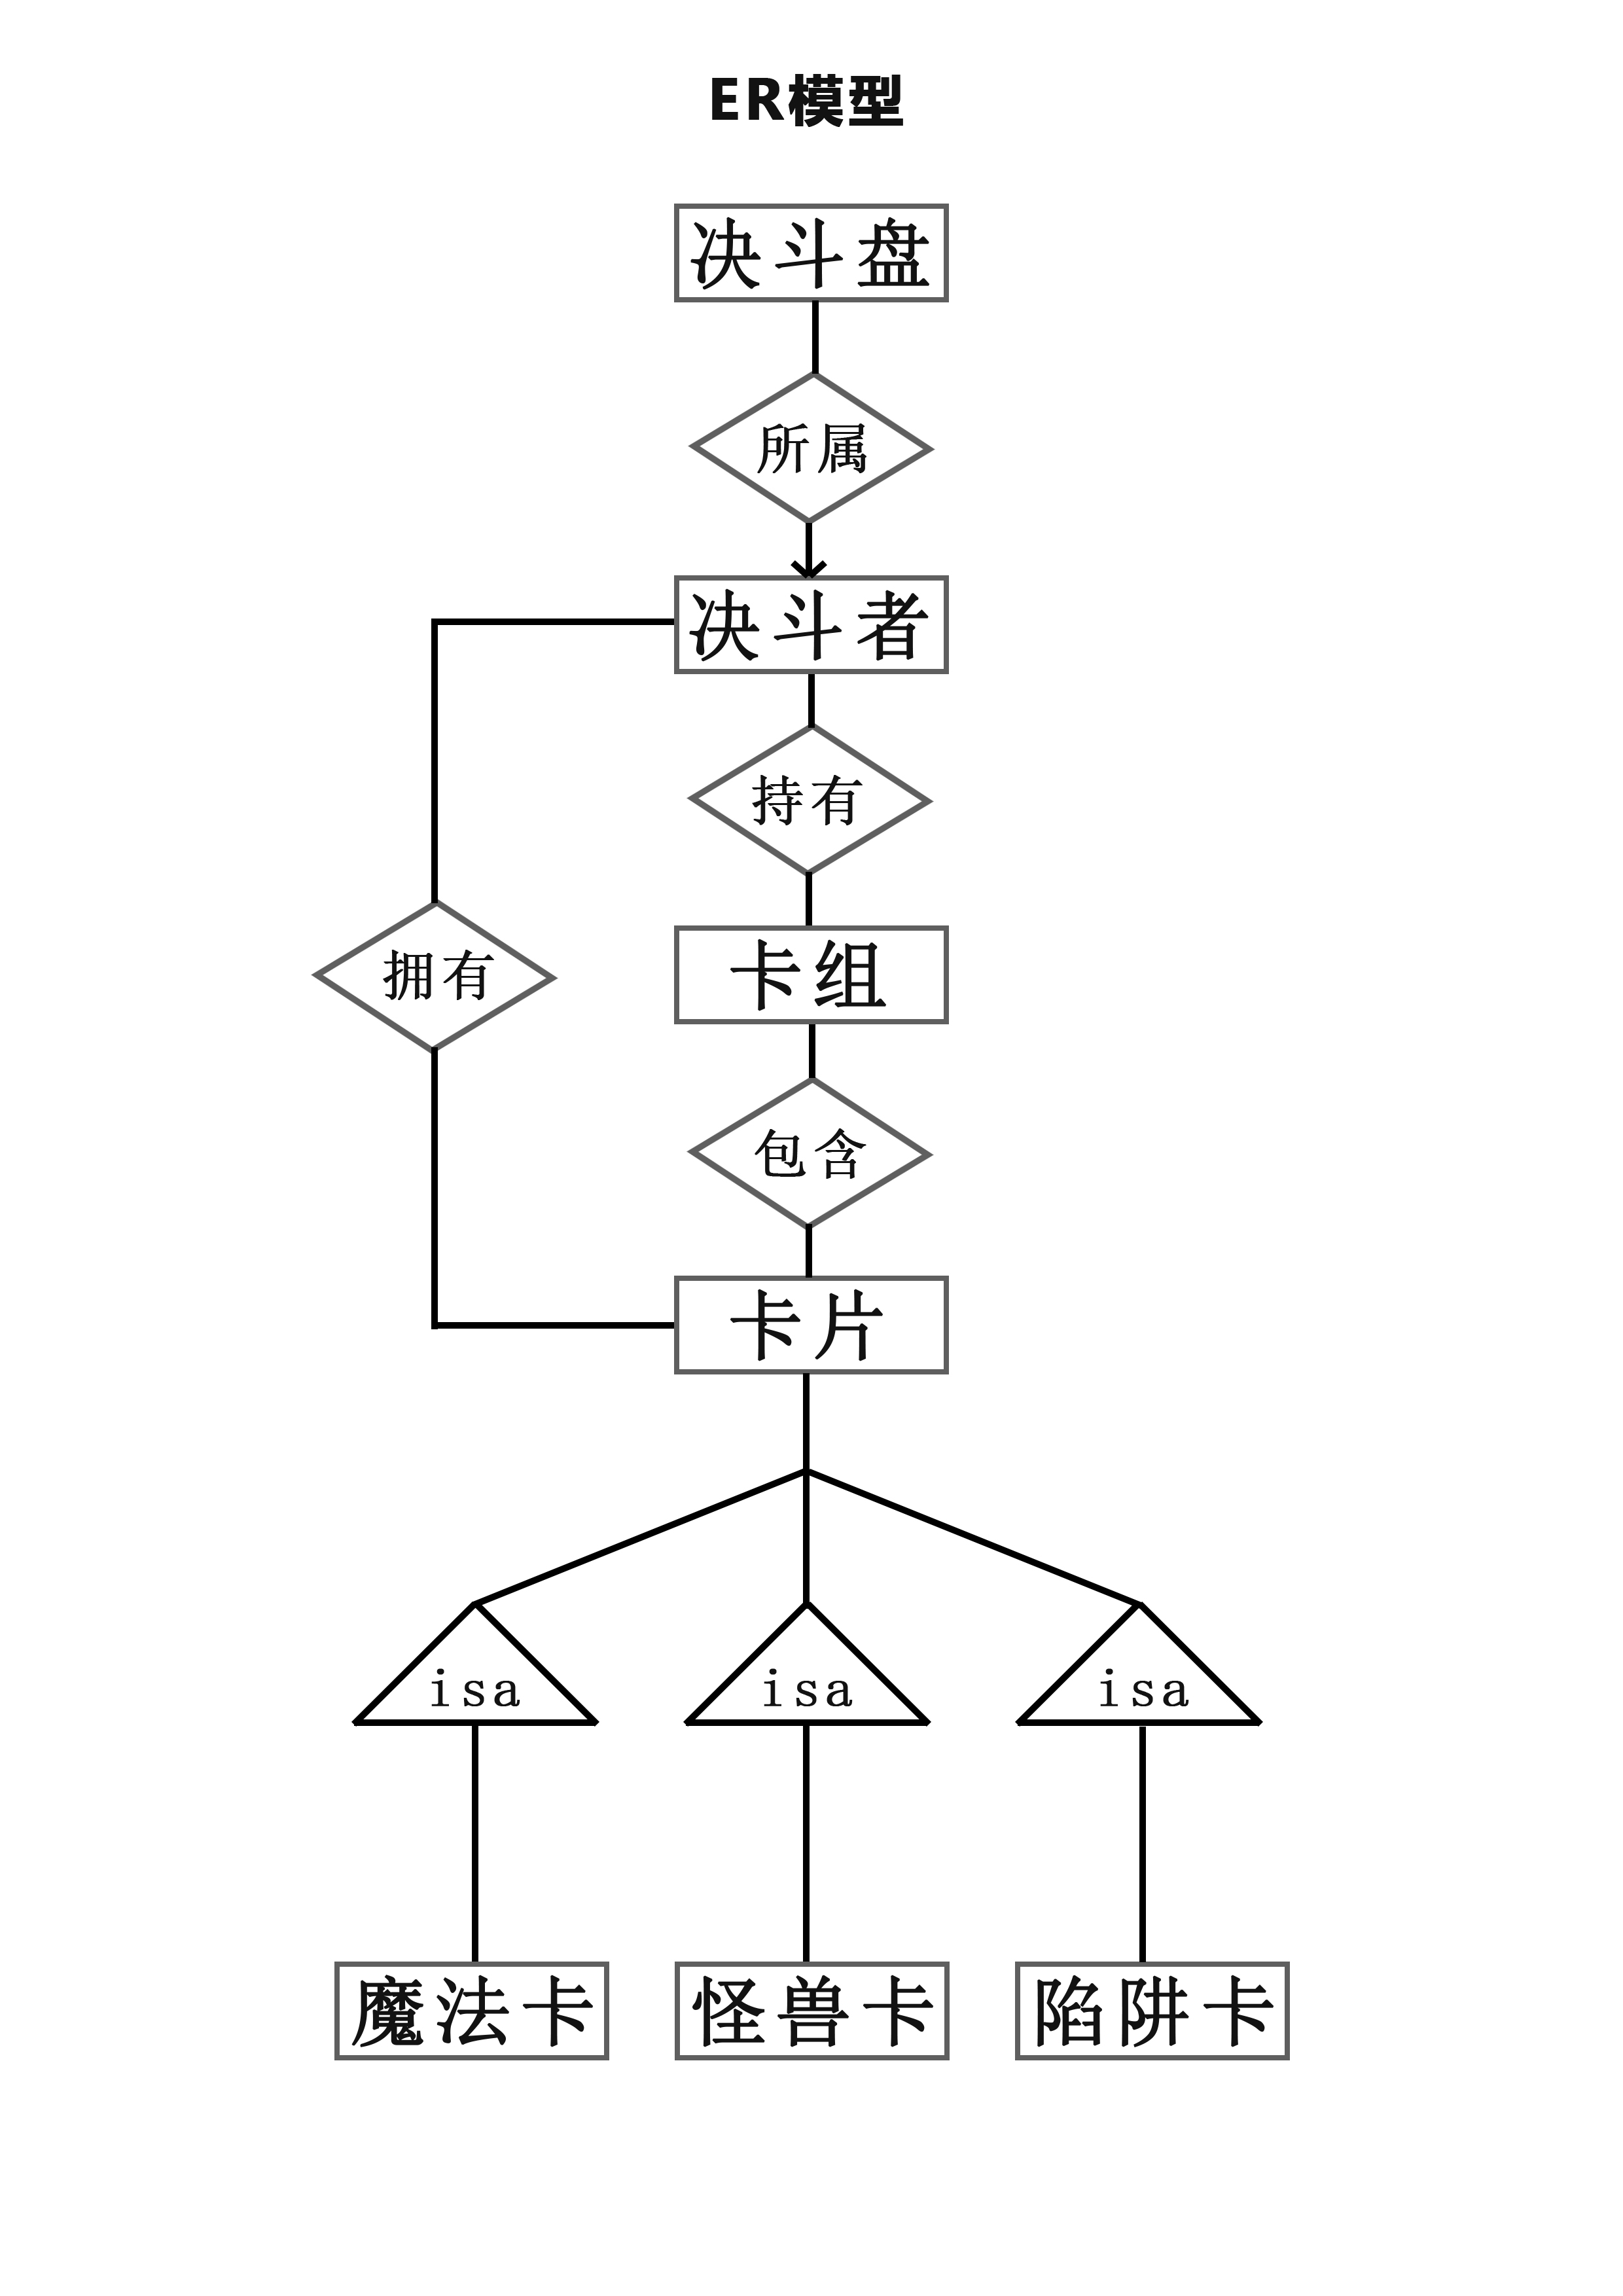 ER模型
决斗盘
所属
决斗者
持有
拥有
卡组
包含
卡片
isa
isa
isa
魔法卡
怪兽卡
陷阱卡